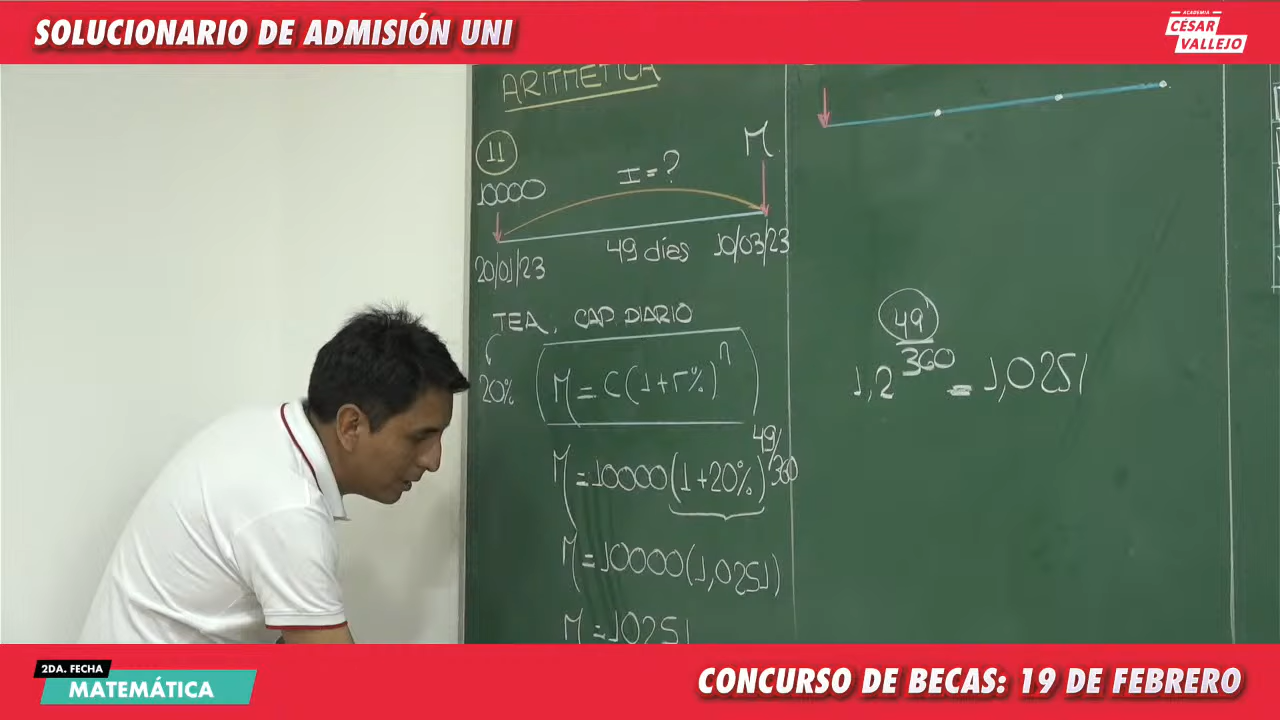 SOLUCIONARIO DE ADMISIÓN UNI
ACADEMIA
CÉSAR
VALLEJO
ARITMÉTICA
11
10000
I = ?
M
20/01/23
49 días
10/03/23
TEA, CAP. DIARIO
20%
M = C(1+r%)^n
M = 10000(1+20%)^49/360
M = 10000(1,0251)
M = 10251
1,2^49/360 = 1,0251
2DA. FECHA
MATEMÁTICA
CONCURSO DE BECAS: 19 DE FEBRERO